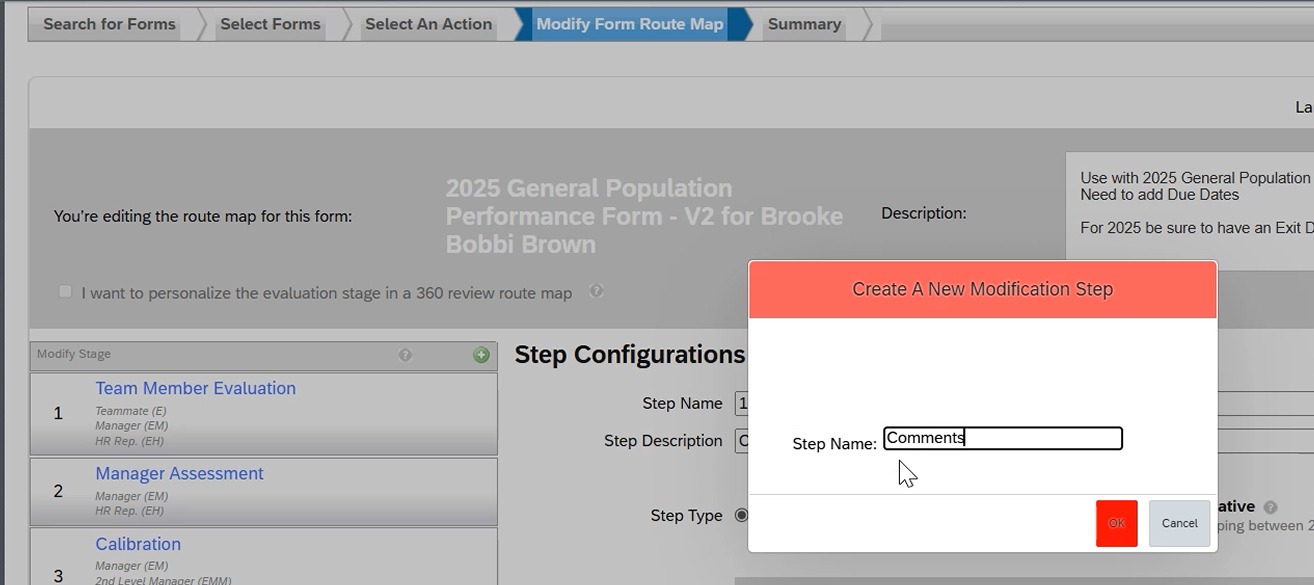 Search for Forms
Select Forms
Select An Action
Modify Form Route Map
Summary
La
You're editing the route map for this form:
2025 General Population
Performance Form - V2 for Brooke
Bobbi Brown
Description:
Use with 2025 General Population
Need to add Due Dates
For 2025 be sure to have an Exit D
I want to personalize the evaluation stage in a 360 review route map
?
Modify Stage
?
1
Team Member Evaluation
Teammate (E)
Manager (EM)
HR Rep. (EH)
2
Manager Assessment
Manager (EM)
HR Rep. (EH)
3
Calibration
Manager (EM)
2nd Level Manager (EMM)
Step Configurations
Step Name
1
Step Description
Step Type
Create A New Modification Step
Step Name:
Comments
OK
Cancel
ative
?
ping between 2